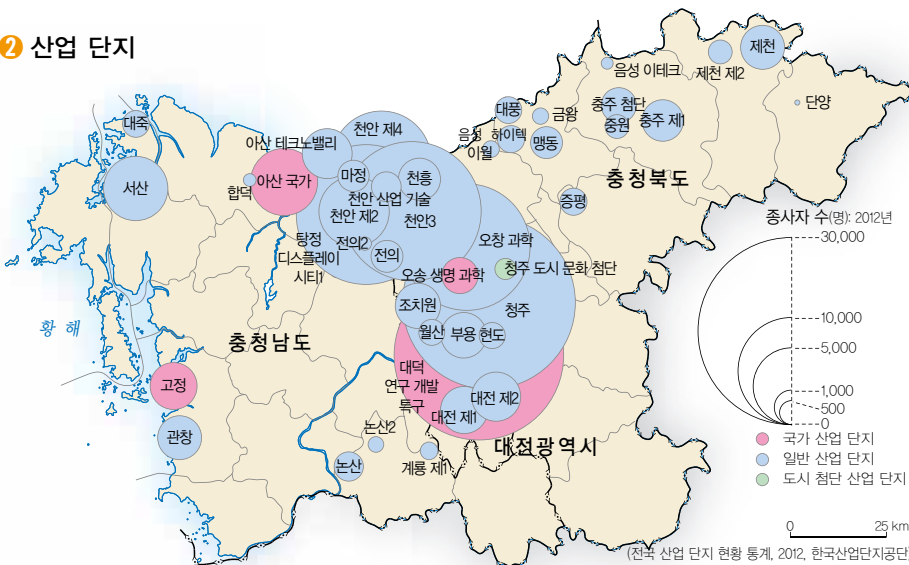 2 산업 단지
제천
음성 이테크
제천 제2
단양
대풍
금왕
충주 첨단
중원
충주 제1
음성
하이텍
이월
맹동
대죽
아산 테크노밸리
천안 제4
서산
합덕
아산 국가
마정
천흥
천안 산업 기술
천안 제2
천안3
충청북도
증평
탕정
디스플레이
시티1
전의2
전의
오창 과학
오송 생명 과학
청주 도시 문화 첨단
청주
조치원
월산
부용
현도
황해
충청남도
대덕
연구 개발
특구
대전 제2
대전 제1
고정
관창
논산2
논산
계룡 제1
대전광역시
종사자 수(명): 2012년
30,000
10,000
5,000
1,000
500
0
국가 산업 단지
일반 산업 단지
도시 첨단 산업 단지
0 25 km
(전국 산업 단지 현황 통계, 2012, 한국산업단지공단)